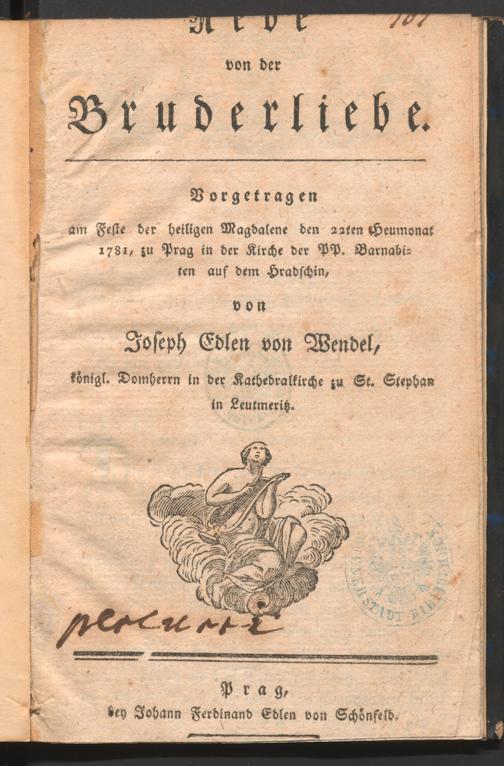 Rede
101
von der
Bruderliebe.
Vorgetragen
am Feste der heiligen Magdalene den 22ten Heumonat
1781, zu Prag in der Kirche der PP. Barnabi-
ten auf dem Hradschin,
von
Joseph Edlen von Wendel,
königl. Domherrn in der Kathedralkirche zu St. Stephan
in Leutmeritz.
Prag,
bey Johann Ferdinand Edlen von Schönfeld.